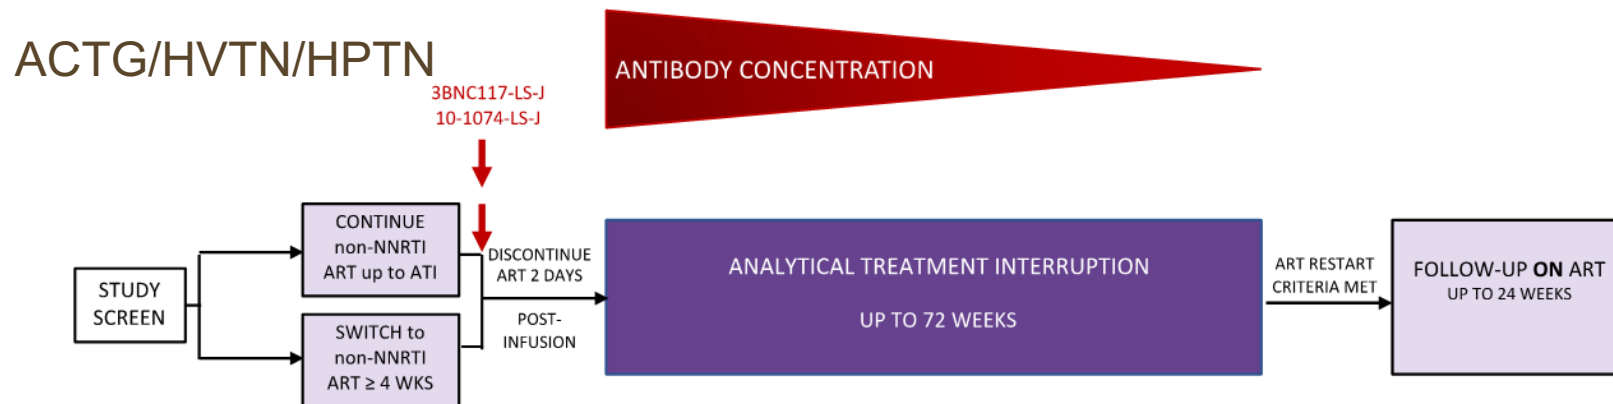 ACTG/HVTN/HPTN
ANTIBODY CONCENTRATION
3BNC117-LS-J
10-1074-LS-J
STUDY
SCREEN
CONTINUE
non-NNRTI
ART up to ATI
SWITCH to
non-NNRTI
ART ≥ 4 WKS
DISCONTINUE
ART 2 DAYS
POST-
INFUSION
ANALYTICAL TREATMENT INTERRUPTION
UP TO 72 WEEKS
ART RESTART
CRITERIA MET
FOLLOW-UP ON ART
UP TO 24 WEEKS